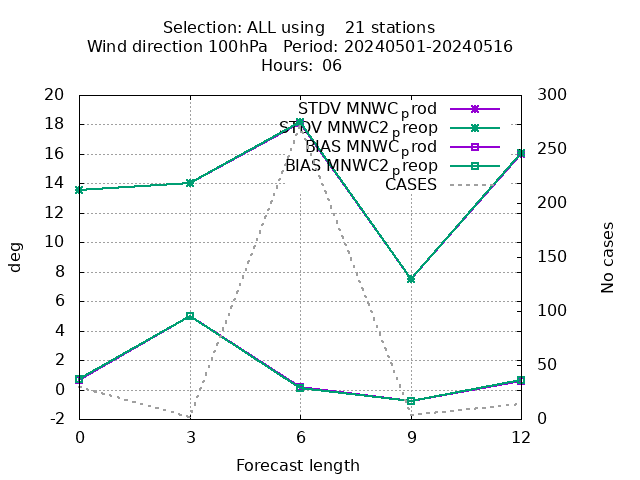 Selection: ALL using 21 stations
Wind direction 100hPa Period: 20240501-20240516
Hours: 06
STDV MNWC_prod
STDV MNWC2_preop
BIAS MNWC_prod
BIAS MNWC2_preop
CASES
20
18
16
14
12
10
8
6
4
2
0
-2
300
250
200
150
100
50
0
deg
No cases
0 3 6 9 12
Forecast length